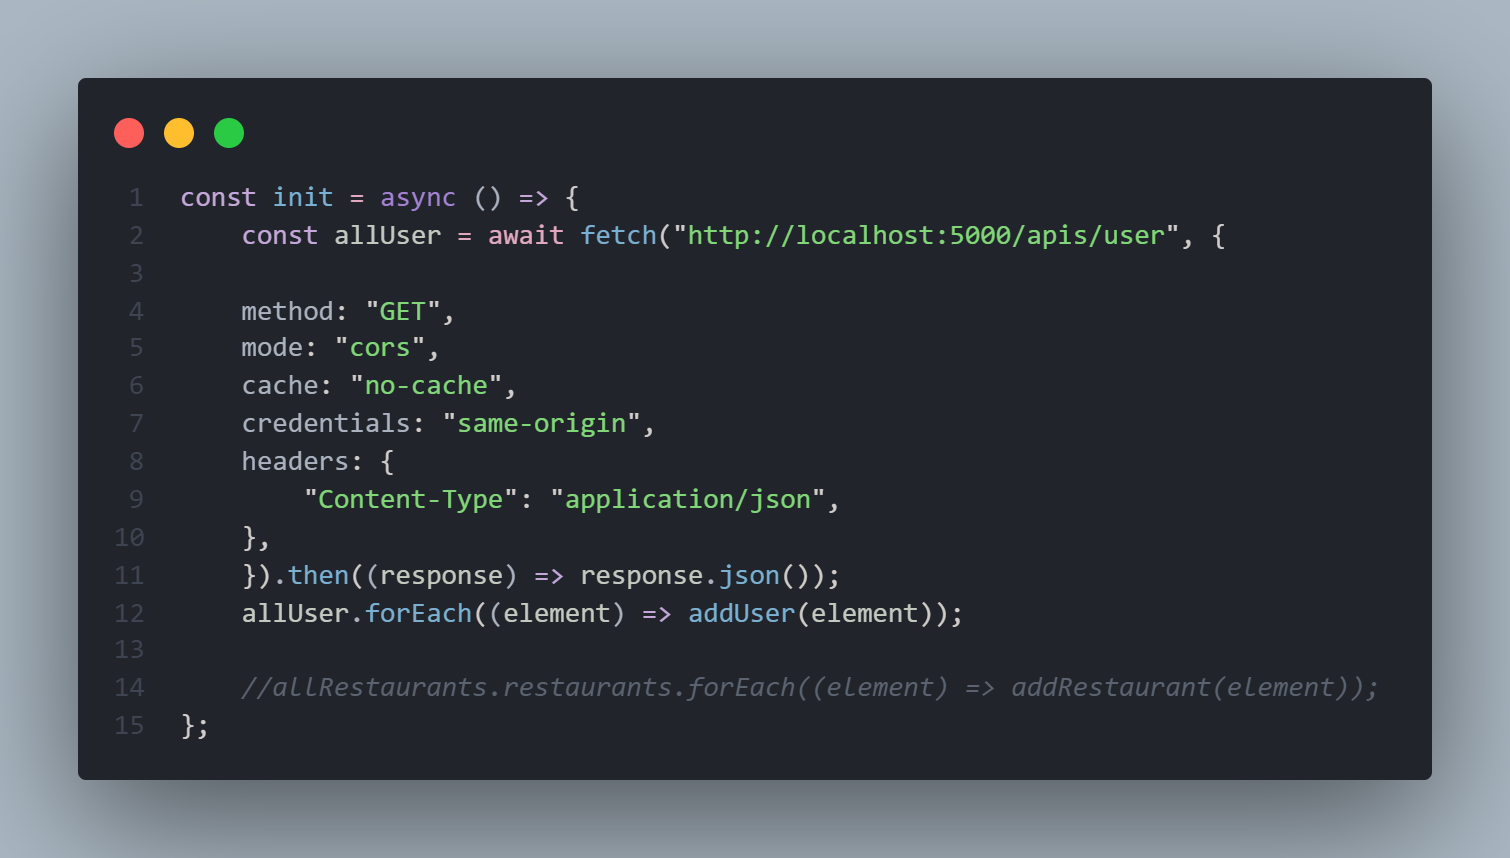 1 const init = async () => {
2     const allUser = await fetch("http://localhost:5000/apis/user", {
3
4     method: "GET",
5     mode: "cors",
6     cache: "no-cache",
7     credentials: "same-origin",
8     headers: {
9         "Content-Type": "application/json",
10     },
11     }).then((response) => response.json());
12     allUser.forEach((element) => addUser(element));
13
14     //allRestaurants.restaurants.forEach((element) => addRestaurant(element));
15 };